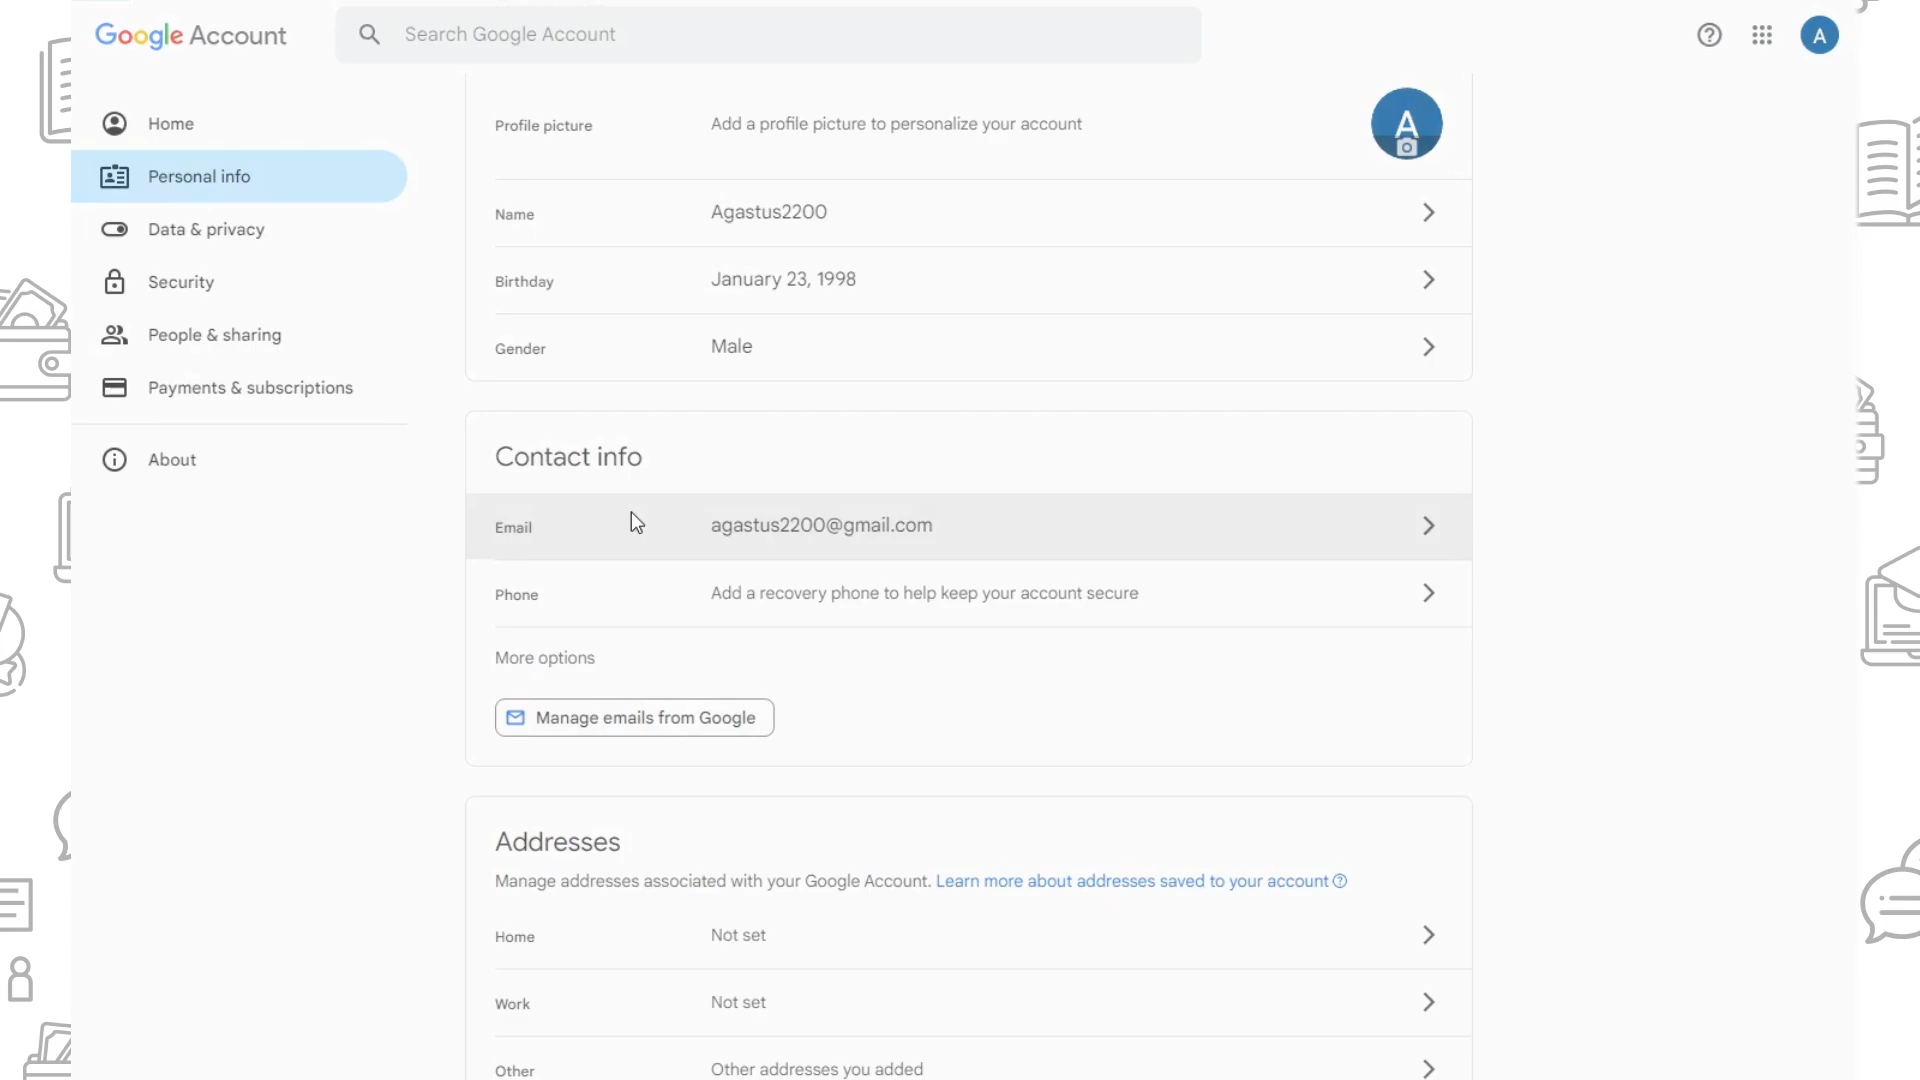 Google Account
Search Google Account
A
Home
Personal info
Data & privacy
Security
People & sharing
Payments & subscriptions
About
Profile picture
Add a profile picture to personalize your account
A
Name
Agastus2200
Birthday
January 23, 1998
Gender
Male
Contact info
Email
agastus2200@gmail.com
Phone
Add a recovery phone to help keep your account secure
More options
Manage emails from Google
Addresses
Manage addresses associated with your Google Account. Learn more about addresses saved to your account
Home
Not set
Work
Not set
Other
Other addresses you added